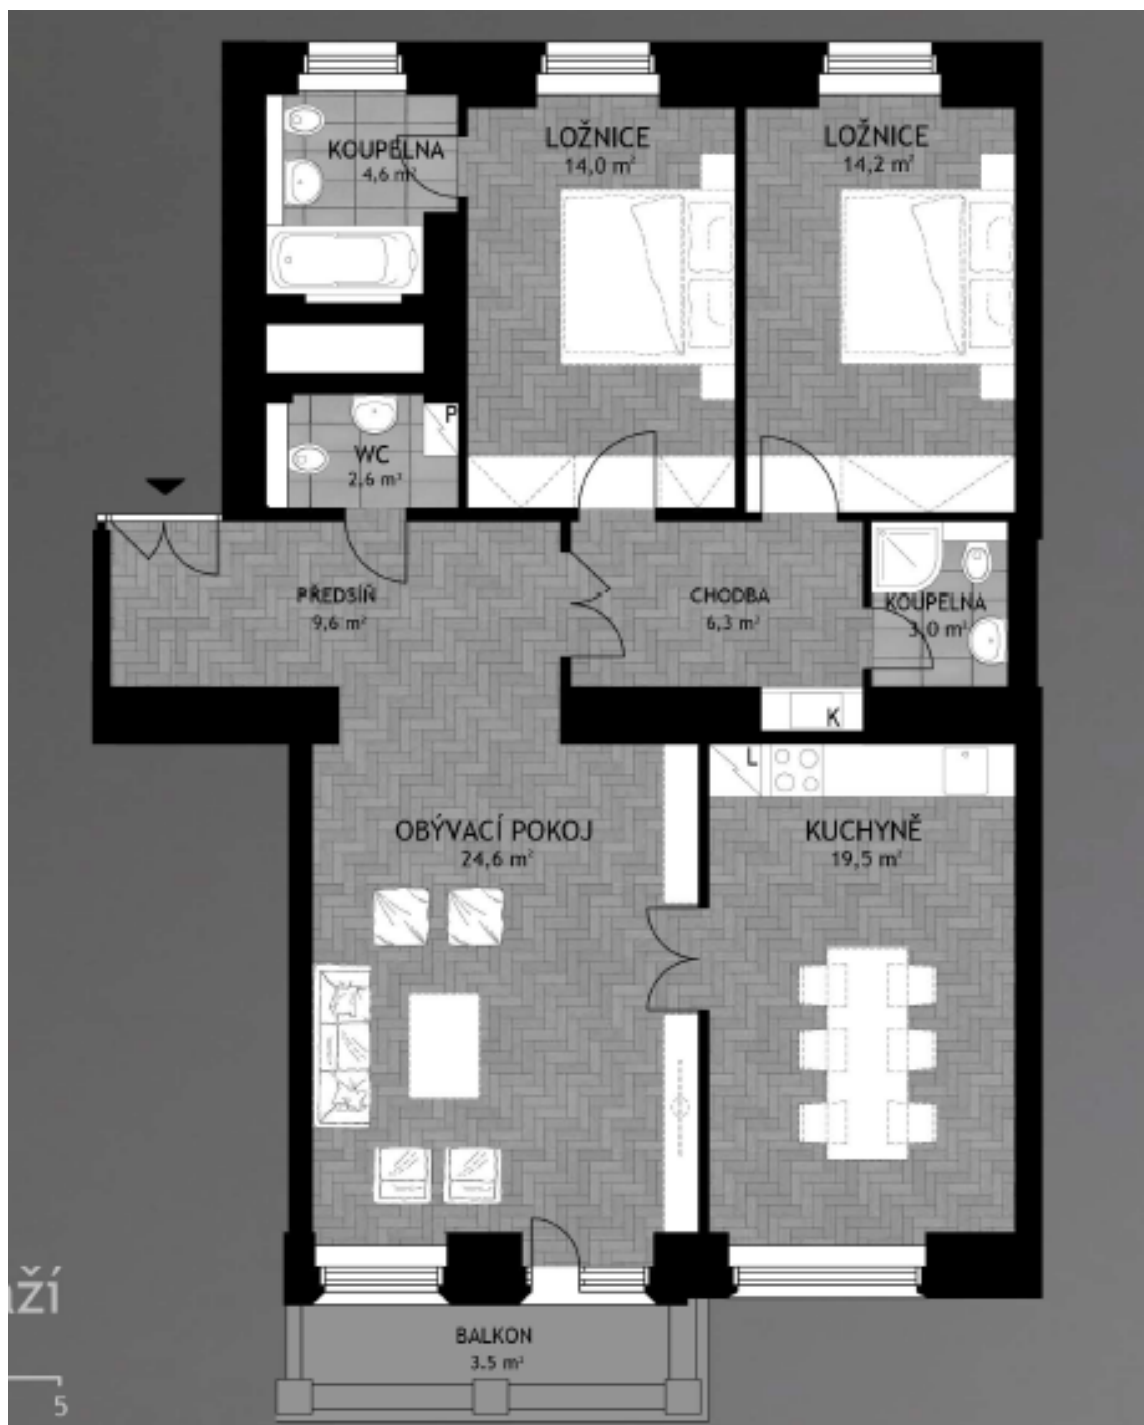 KOUPELNA
4,6 m²
LOŽNICE
14,0 m²
LOŽNICE
14,2 m²
P
WC
2,6 m²
PŘEDSÍŇ
9,6 m²
CHODBA
6,3 m²
KOUPELNA
3,0 m²
K
L
OBÝVACÍ POKOJ
24,6 m²
KUCHYNĚ
19,5 m²
BALKON
3.5 m²
5